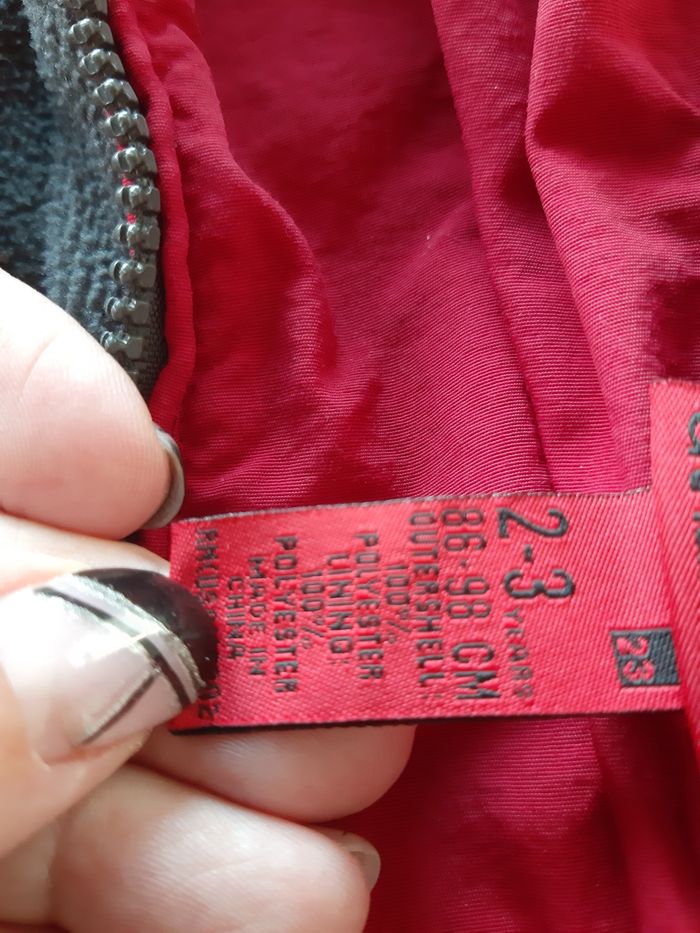 2-3 YEARS
86-98 CM
OUTERSHELL:
100%
POLYESTER
LINING:
100%
POLYESTER
MADE IN
CHINA
23